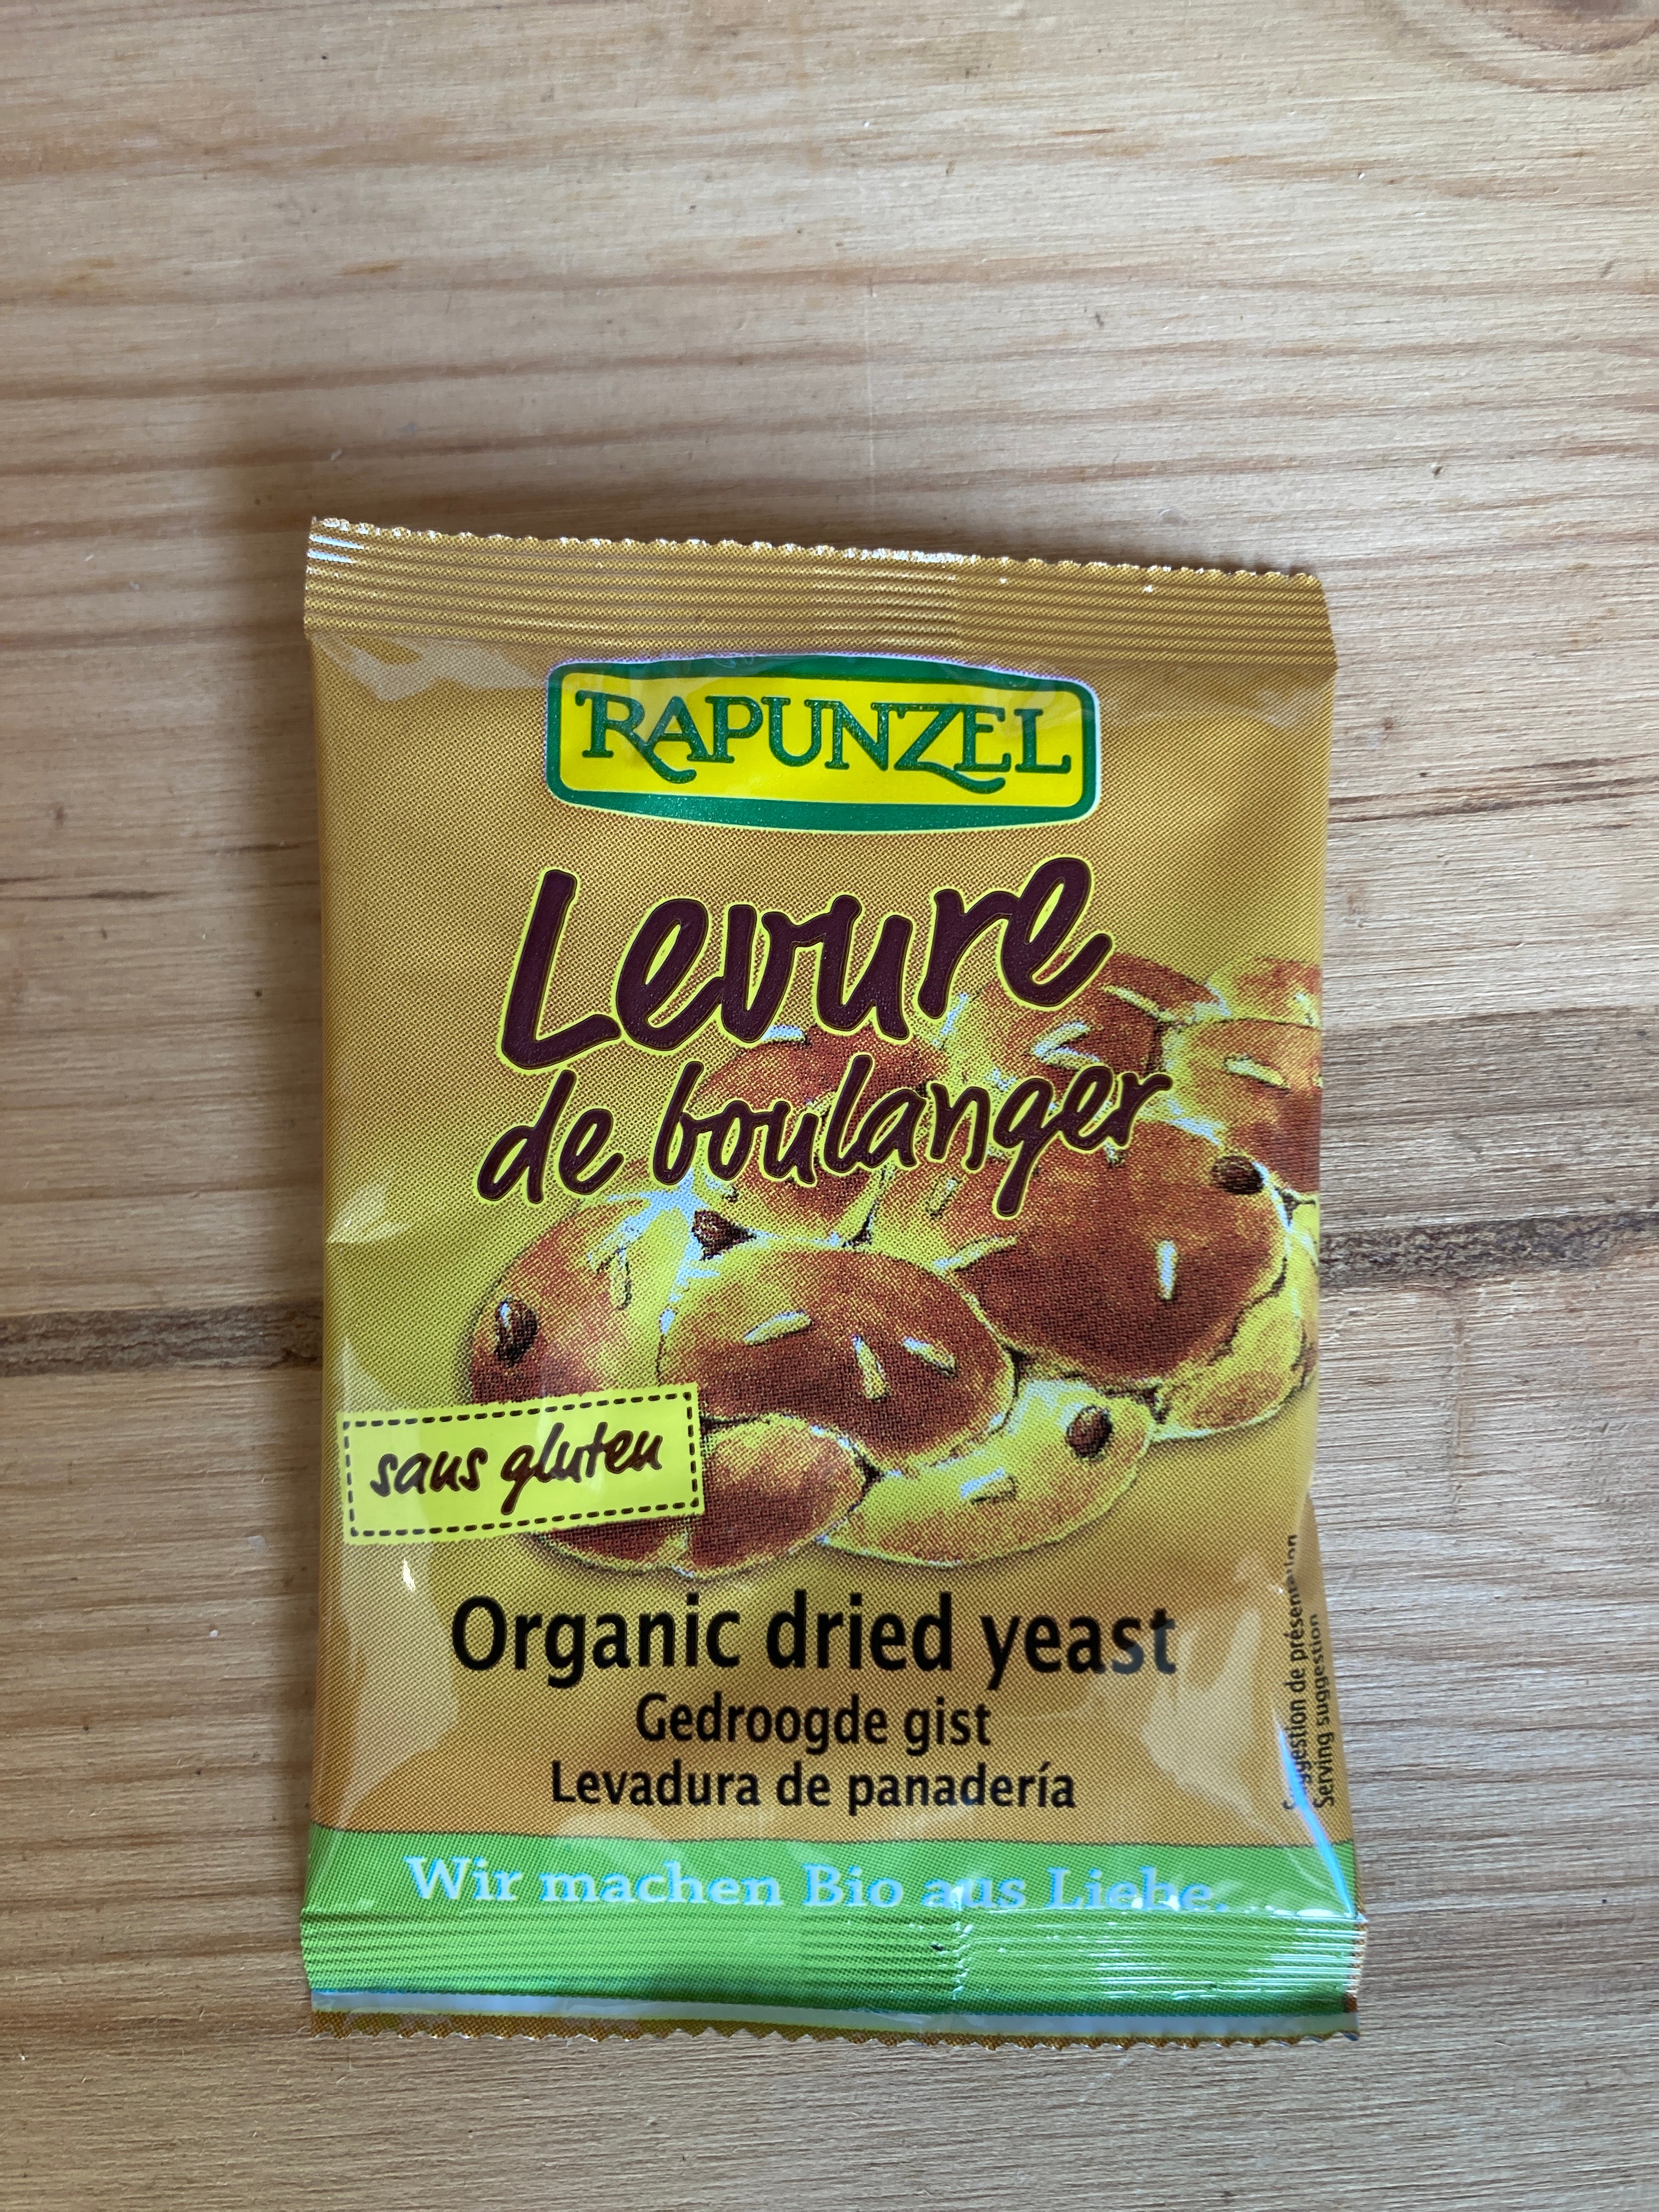 RAPUNZEL
Levure
de boulanger
sans gluten
Organic dried yeast
Gedroogde gist
Levadura de panadería
Suggestion de présentation
Serving suggestion
Wir machen Bio aus Liebe.